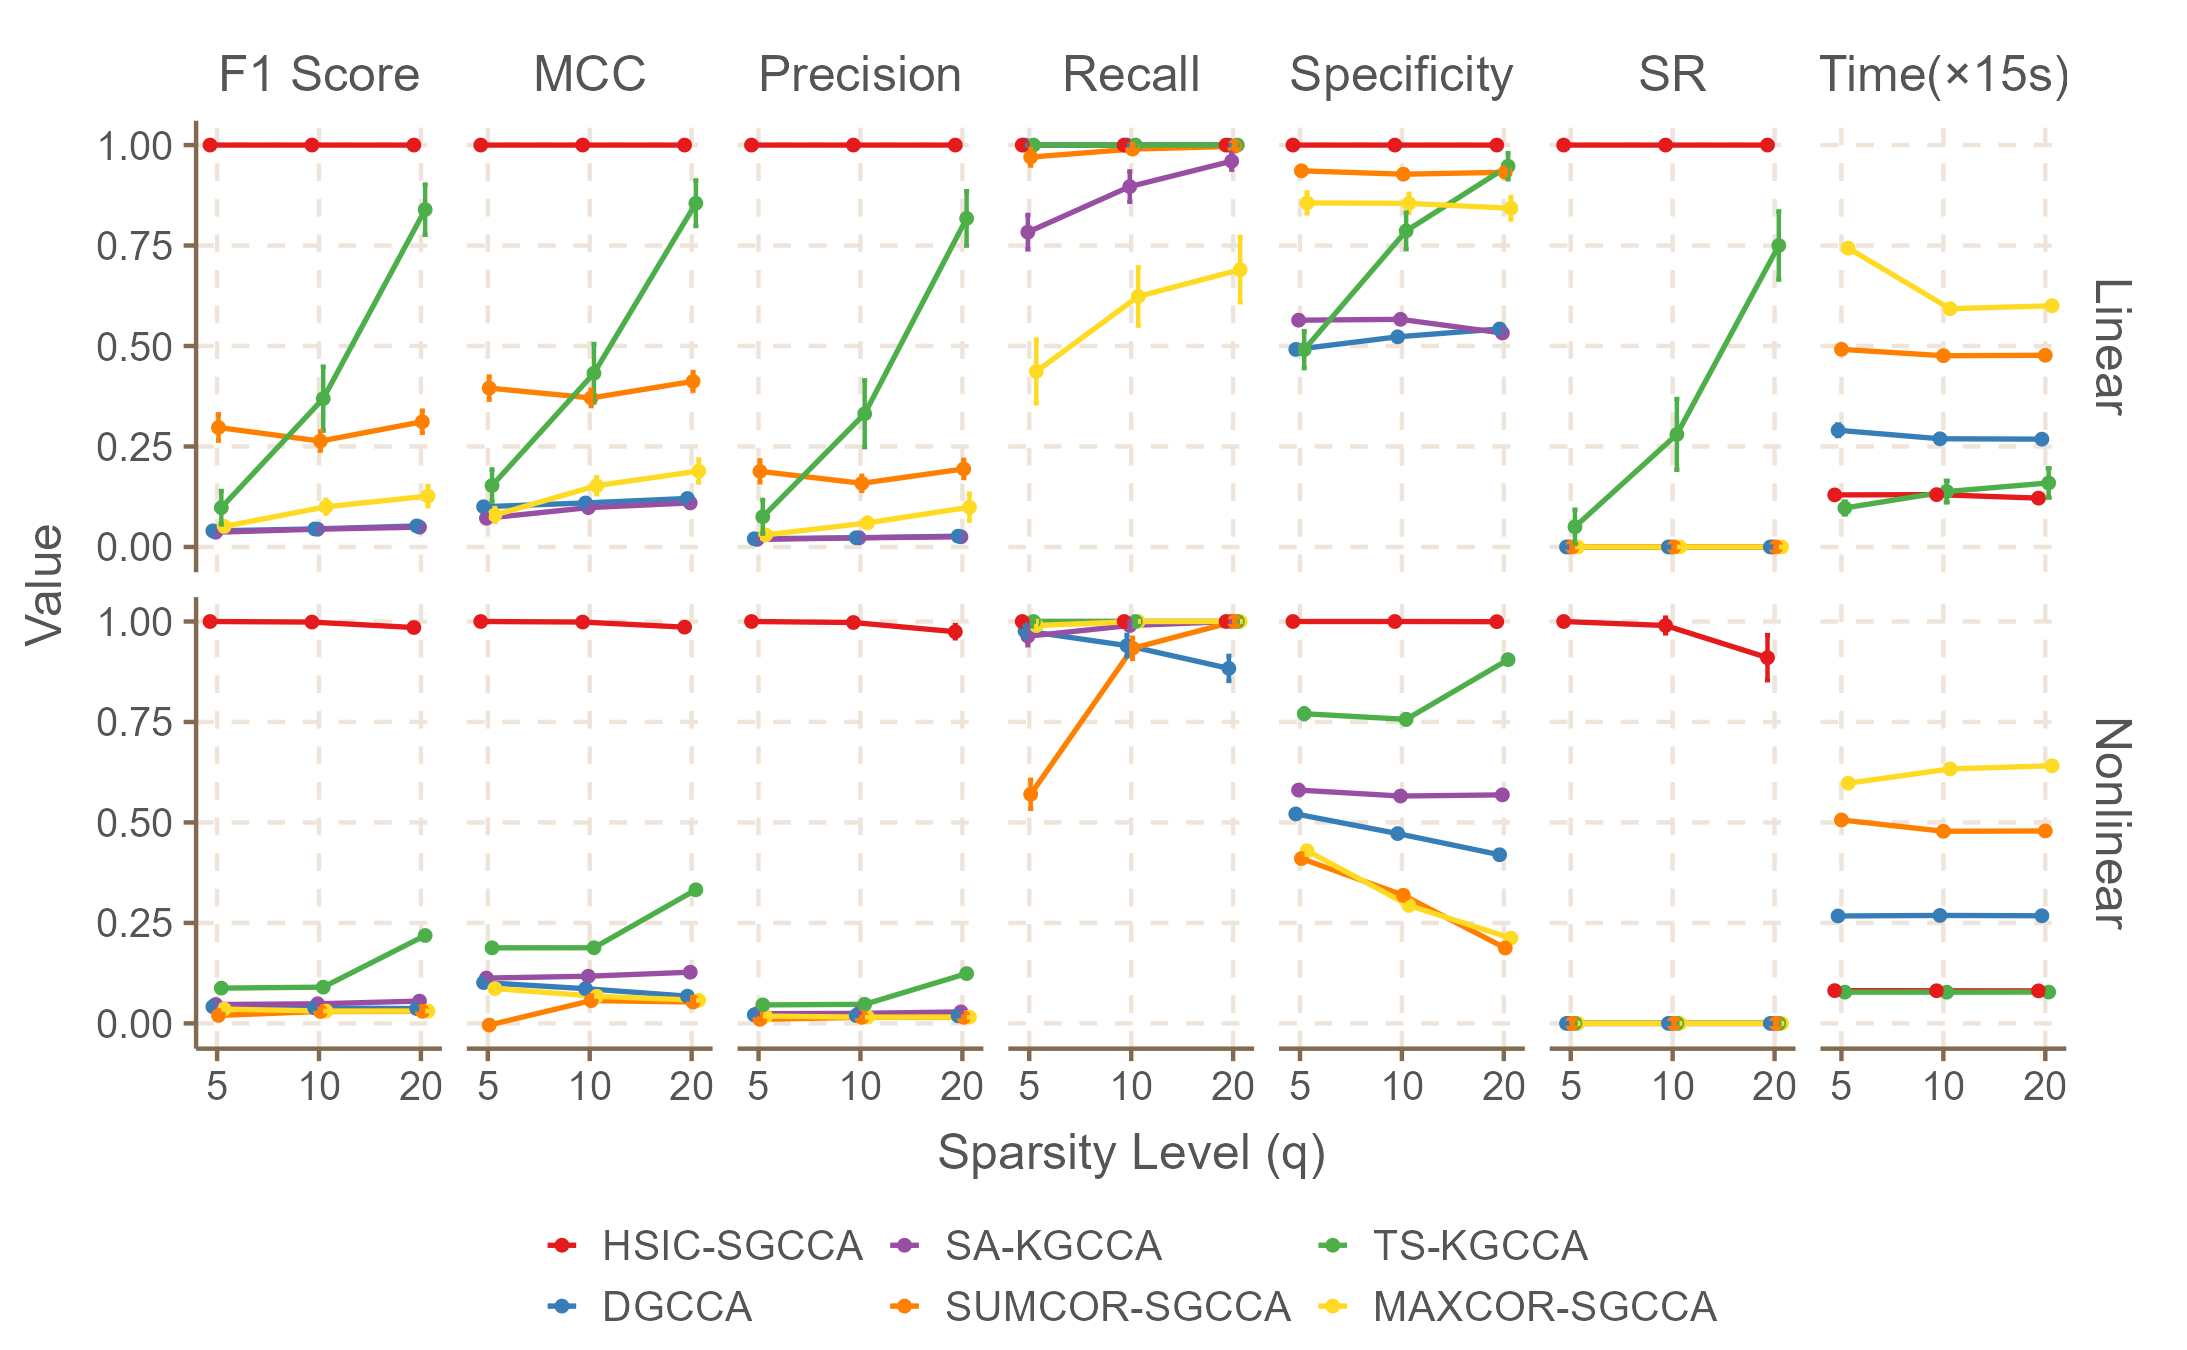 F1 Score MCC Precision Recall Specificity SR Time(×15s)
1.00
0.75
0.50
0.25
0.00
Linear
Value
1.00
0.75
0.50
0.25
0.00
Nonlinear
5 10 20 5 10 20 5 10 20 5 10 20 5 10 20 5 10 20 5 10 20
Sparsity Level (q)
HSIC-SGCCA SA-KGCCA TS-KGCCA
DGCCA SUMCOR-SGCCA MAXCOR-SGCCA